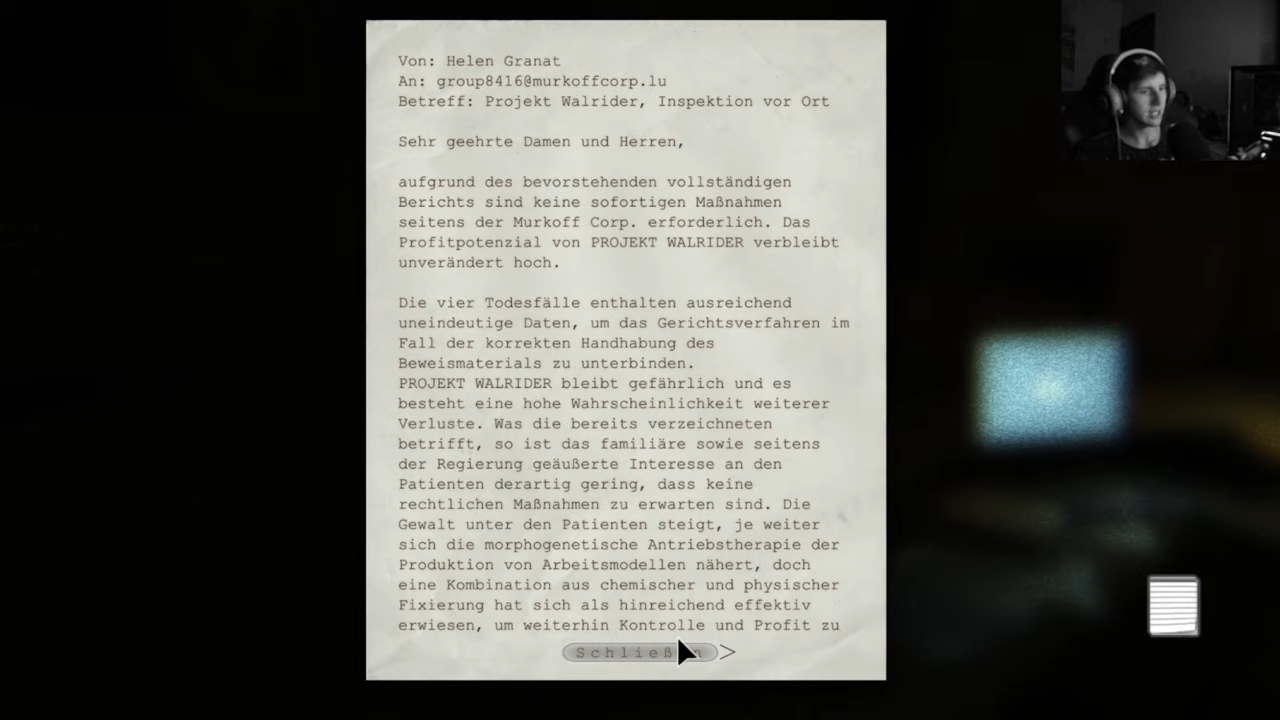 Von: Helen Granat
An: group8416@murkoffcorp.lu
Betreff: Projekt Walrider, Inspektion vor Ort
Sehr geehrte Damen und Herren,
aufgrund des bevorstehenden vollständigen
Berichts sind keine sofortigen Maßnahmen
seitens der Murkoff Corp. erforderlich. Das
Profitpotenzial von PROJEKT WALRIDER verbleibt
unverändert hoch.
Die vier Todesfälle enthalten ausreichend
uneindeutige Daten, um das Gerichtsverfahren im
Fall der korrekten Handhabung des
Beweismaterials zu unterbinden.
PROJEKT WALRIDER bleibt gefährlich und es
besteht eine hohe Wahrscheinlichkeit weiterer
Verluste. Was die bereits verzeichneten
betrifft, so ist das familiäre sowie seitens
der Regierung geäußerte Interesse an den
Patienten derartig gering, dass keine
rechtlichen Maßnahmen zu erwarten sind. Die
Gewalt unter den Patienten steigt, je weiter
sich die morphogenetische Antriebstherapie der
Produktion von Arbeitsmodellen nähert, doch
eine Kombination aus chemischer und physischer
Fixierung hat sich als hinreichend effektiv
erwiesen, um weiterhin Kontrolle und Profit zu
Schließen >